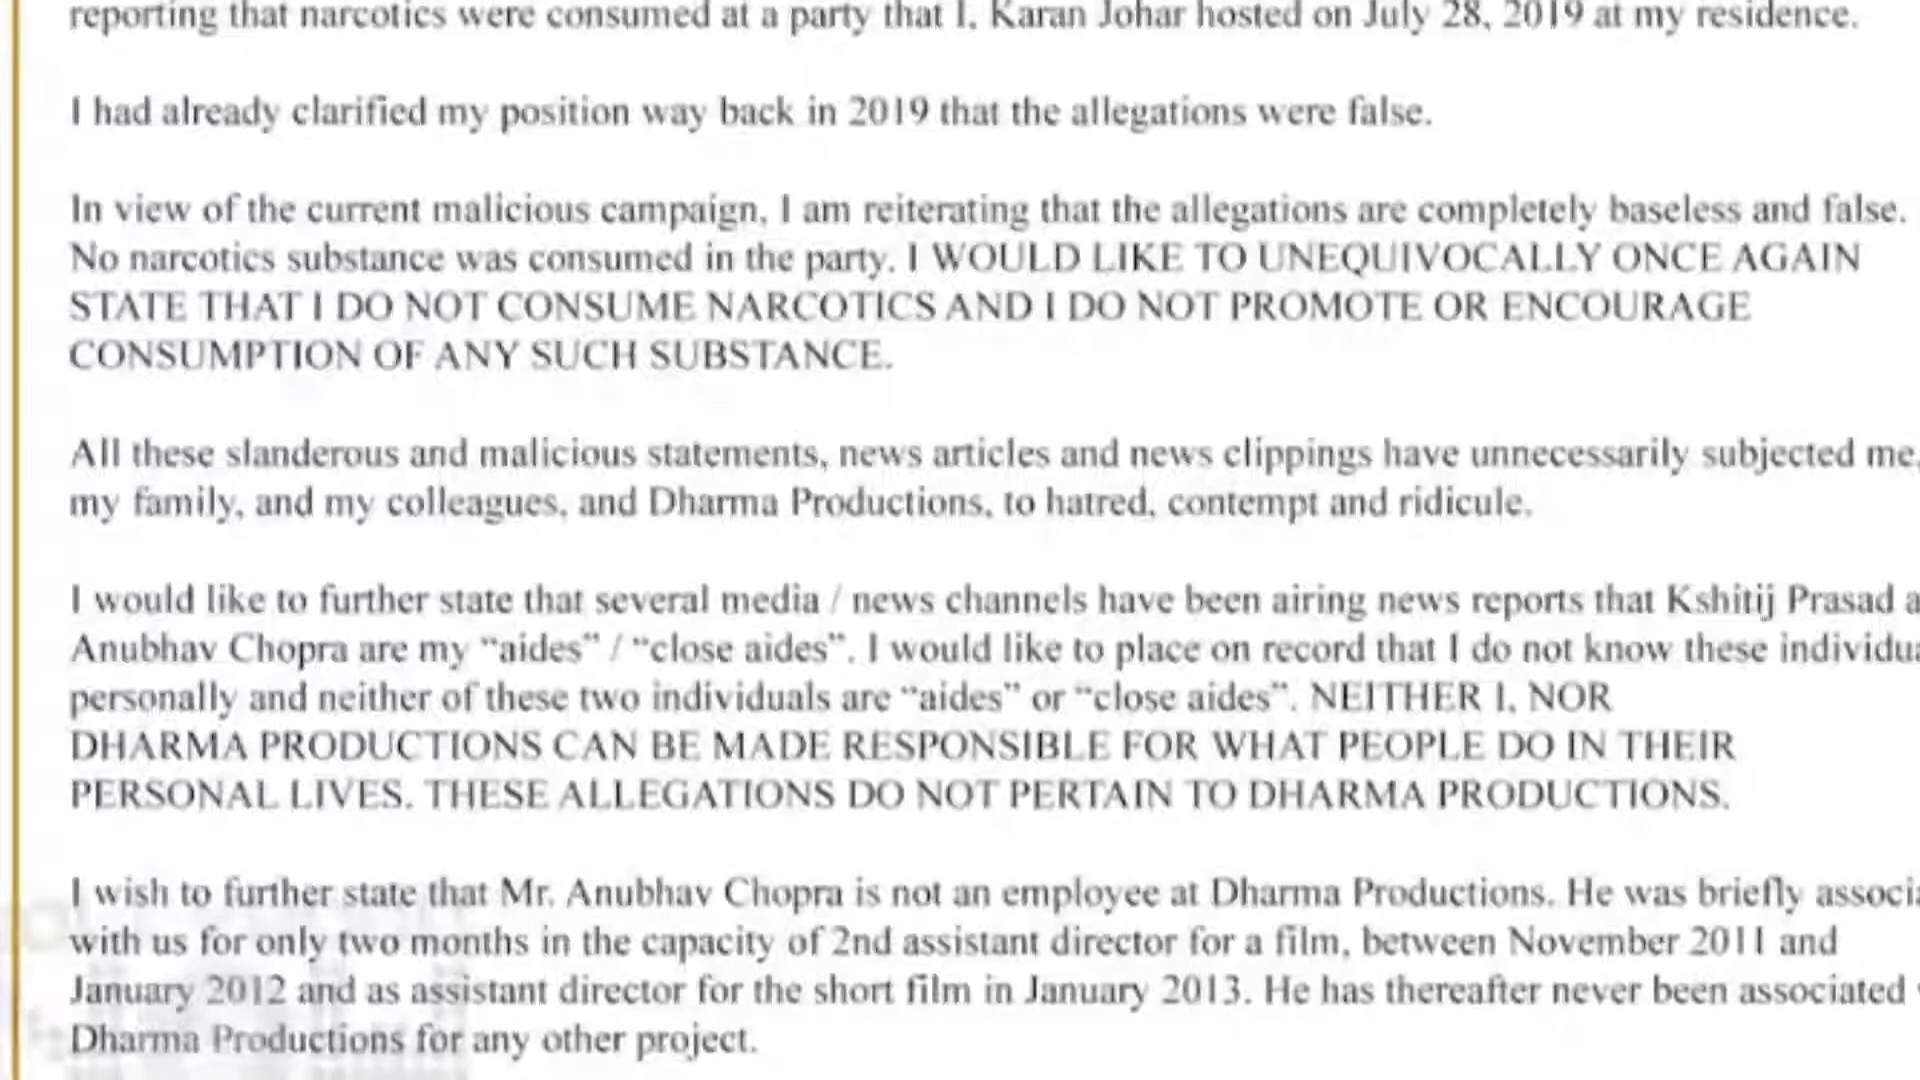 reporting that narcotics were consumed at a party that I, Karan Johar hosted on July 28, 2019 at my residence.
I had already clarified my position way back in 2019 that the allegations were false.
In view of the current malicious campaign, I am reiterating that the allegations are completely baseless and false.
No narcotics substance was consumed in the party. I WOULD LIKE TO UNEQUIVOCALLY ONCE AGAIN
STATE THAT I DO NOT CONSUME NARCOTICS AND I DO NOT PROMOTE OR ENCOURAGE
CONSUMPTION OF ANY SUCH SUBSTANCE.
All these slanderous and malicious statements, news articles and news clippings have unnecessarily subjected me,
my family, and my colleagues, and Dharma Productions, to hatred, contempt and ridicule.
I would like to further state that several media / news channels have been airing news reports that Kshitij Prasad a
Anubhav Chopra are my “aides” / “close aides”. I would like to place on record that I do not know these individua
personally and neither of these two individuals are “aides” or “close aides”. NEITHER I, NOR
DHARMA PRODUCTIONS CAN BE MADE RESPONSIBLE FOR WHAT PEOPLE DO IN THEIR
PERSONAL LIVES. THESE ALLEGATIONS DO NOT PERTAIN TO DHARMA PRODUCTIONS.
I wish to further state that Mr. Anubhav Chopra is not an employee at Dharma Productions. He was briefly associa
with us for only two months in the capacity of 2nd assistant director for a film, between November 2011 and
January 2012 and as assistant director for the short film in January 2013. He has thereafter never been associated
Dharma Productions for any other project.